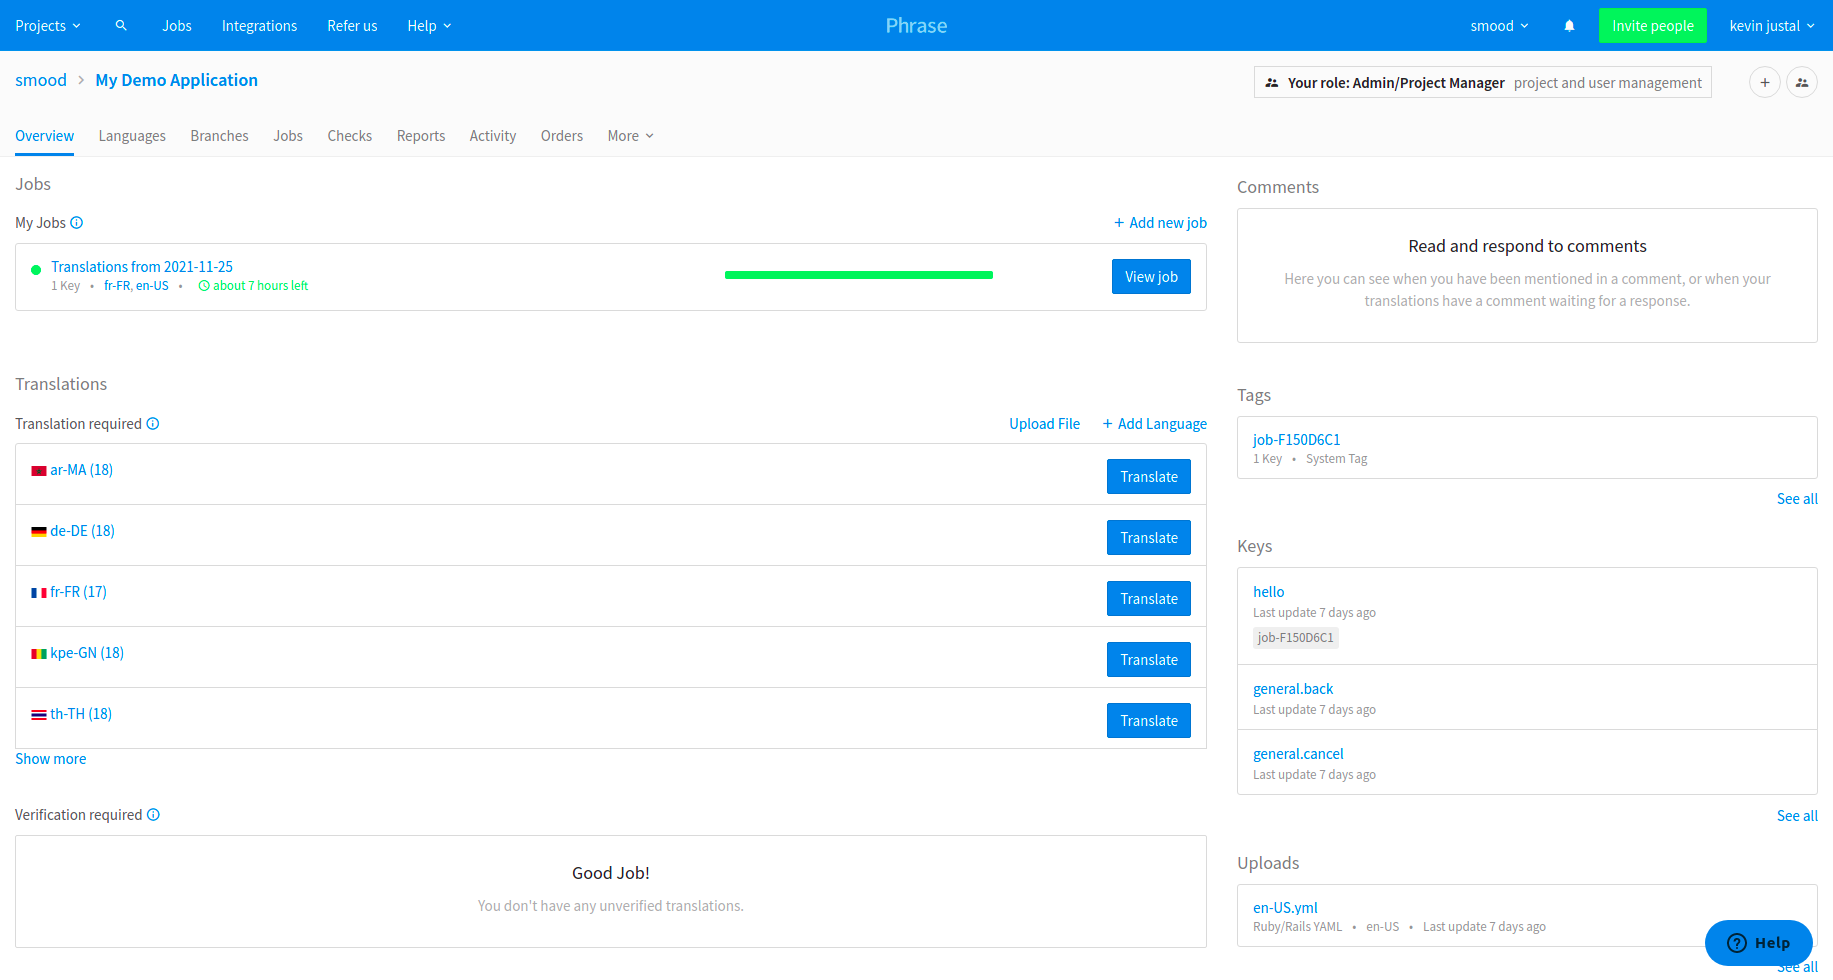 Projects
Jobs
Integrations
Refer us
Help
Phrase
smood
Invite people
kevin justal
smood > My Demo Application
Your role: Admin/Project Manager project and user management
+
Overview
Languages
Branches
Jobs
Checks
Reports
Activity
Orders
More
Jobs
My Jobs
+ Add new job
Translations from 2021-11-25
1 Key • fr-FR, en-US • about 7 hours left
View job
Translations
Translation required
Upload File
+ Add Language
ar-MA (18)
Translate
de-DE (18)
Translate
fr-FR (17)
Translate
kpe-GN (18)
Translate
th-TH (18)
Translate
Show more
Verification required
Good Job!
You don't have any unverified translations.
Comments
Read and respond to comments
Here you can see when you have been mentioned in a comment, or when your
translations have a comment waiting for a response.
Tags
job-F150D6C1
1 Key • System Tag
See all
Keys
hello
Last update 7 days ago
job-F150D6C1
general.back
Last update 7 days ago
general.cancel
Last update 7 days ago
See all
Uploads
en-US.yml
Ruby/Rails YAML • en-US • Last update 7 days ago
Help
See all